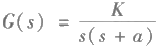 G(s) = K / s(s + a)